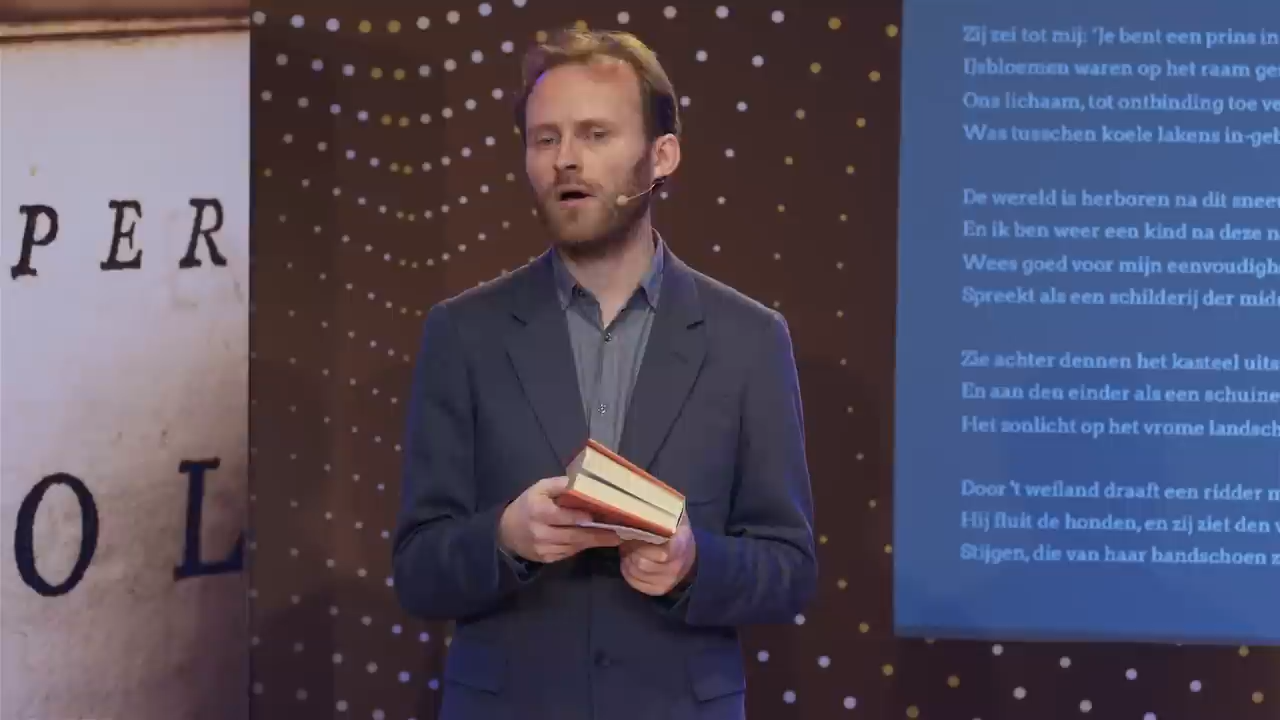 PER
OL
Zij zei tot mij: 'Je bent een prins in
IJsbloemen waren op het raam ge
Ons lichaam, tot ontbinding toe ve
Was tusschen koele lakens in-geb
De wereld is herboren na dit snee
En ik ben weer een kind na deze n
Wees goed voor mijn eenvoudigh
Spreekt als een schilderij der mid
Zie achter dennen het kasteel uits
En aan den einder als een schuine
Het zonlicht op het vrome landsch
Door 't weiland draaft een ridder m
Hij fluit de honden, en zij ziet den v
Stijgen, die van haar handschoen z